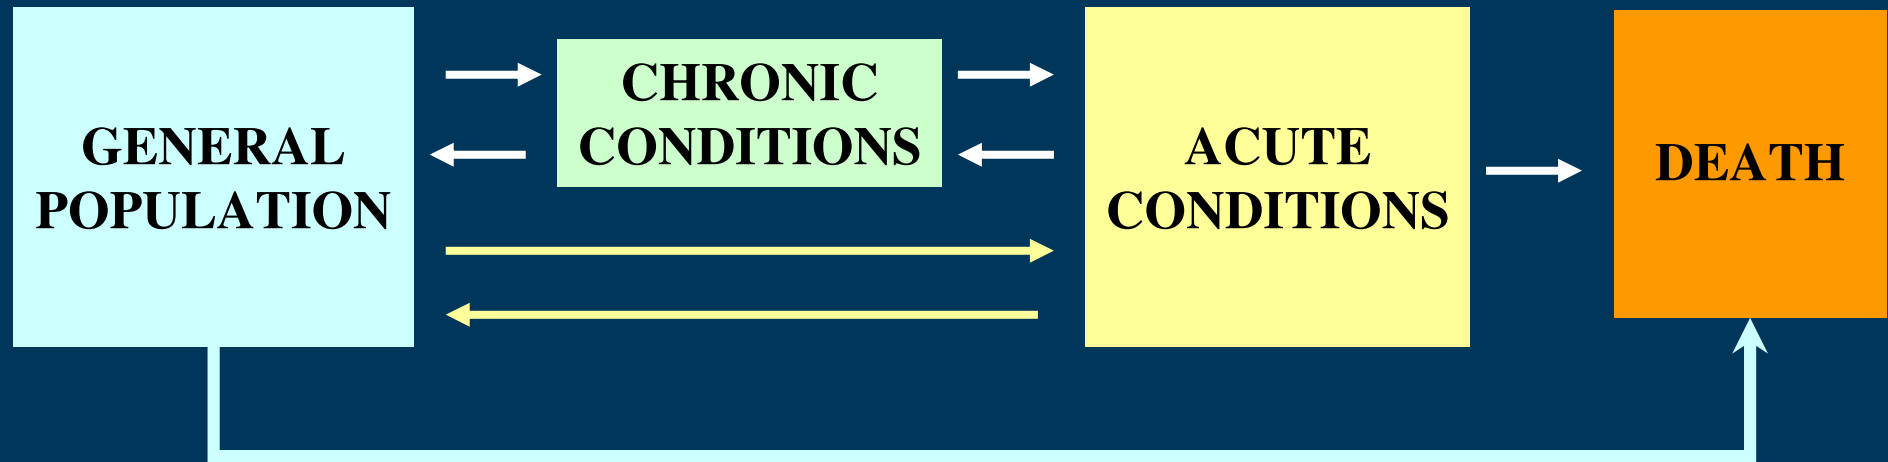 GENERAL
POPULATION
CHRONIC
CONDITIONS
ACUTE
CONDITIONS
DEATH